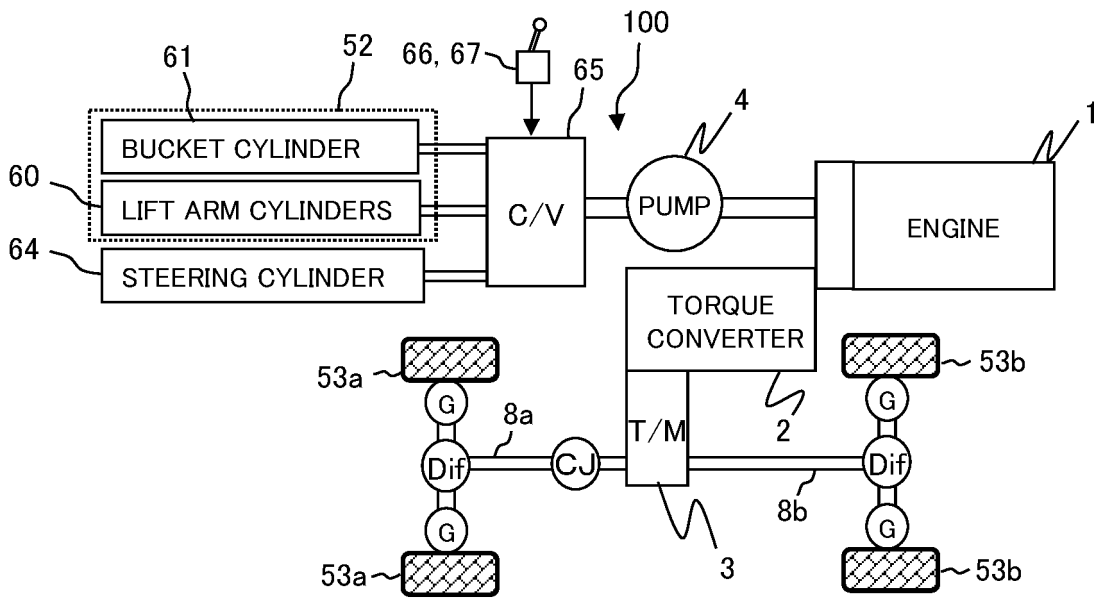 61
52
66, 67
100
65
4
1
BUCKET CYLINDER
60
LIFT ARM CYLINDERS
C/V
PUMP
ENGINE
64
STEERING CYLINDER
TORQUE
CONVERTER
53a
53b
G
G
8a
T/M
2
Dif
CJ
Dif
8b
G
G
53a
3
53b